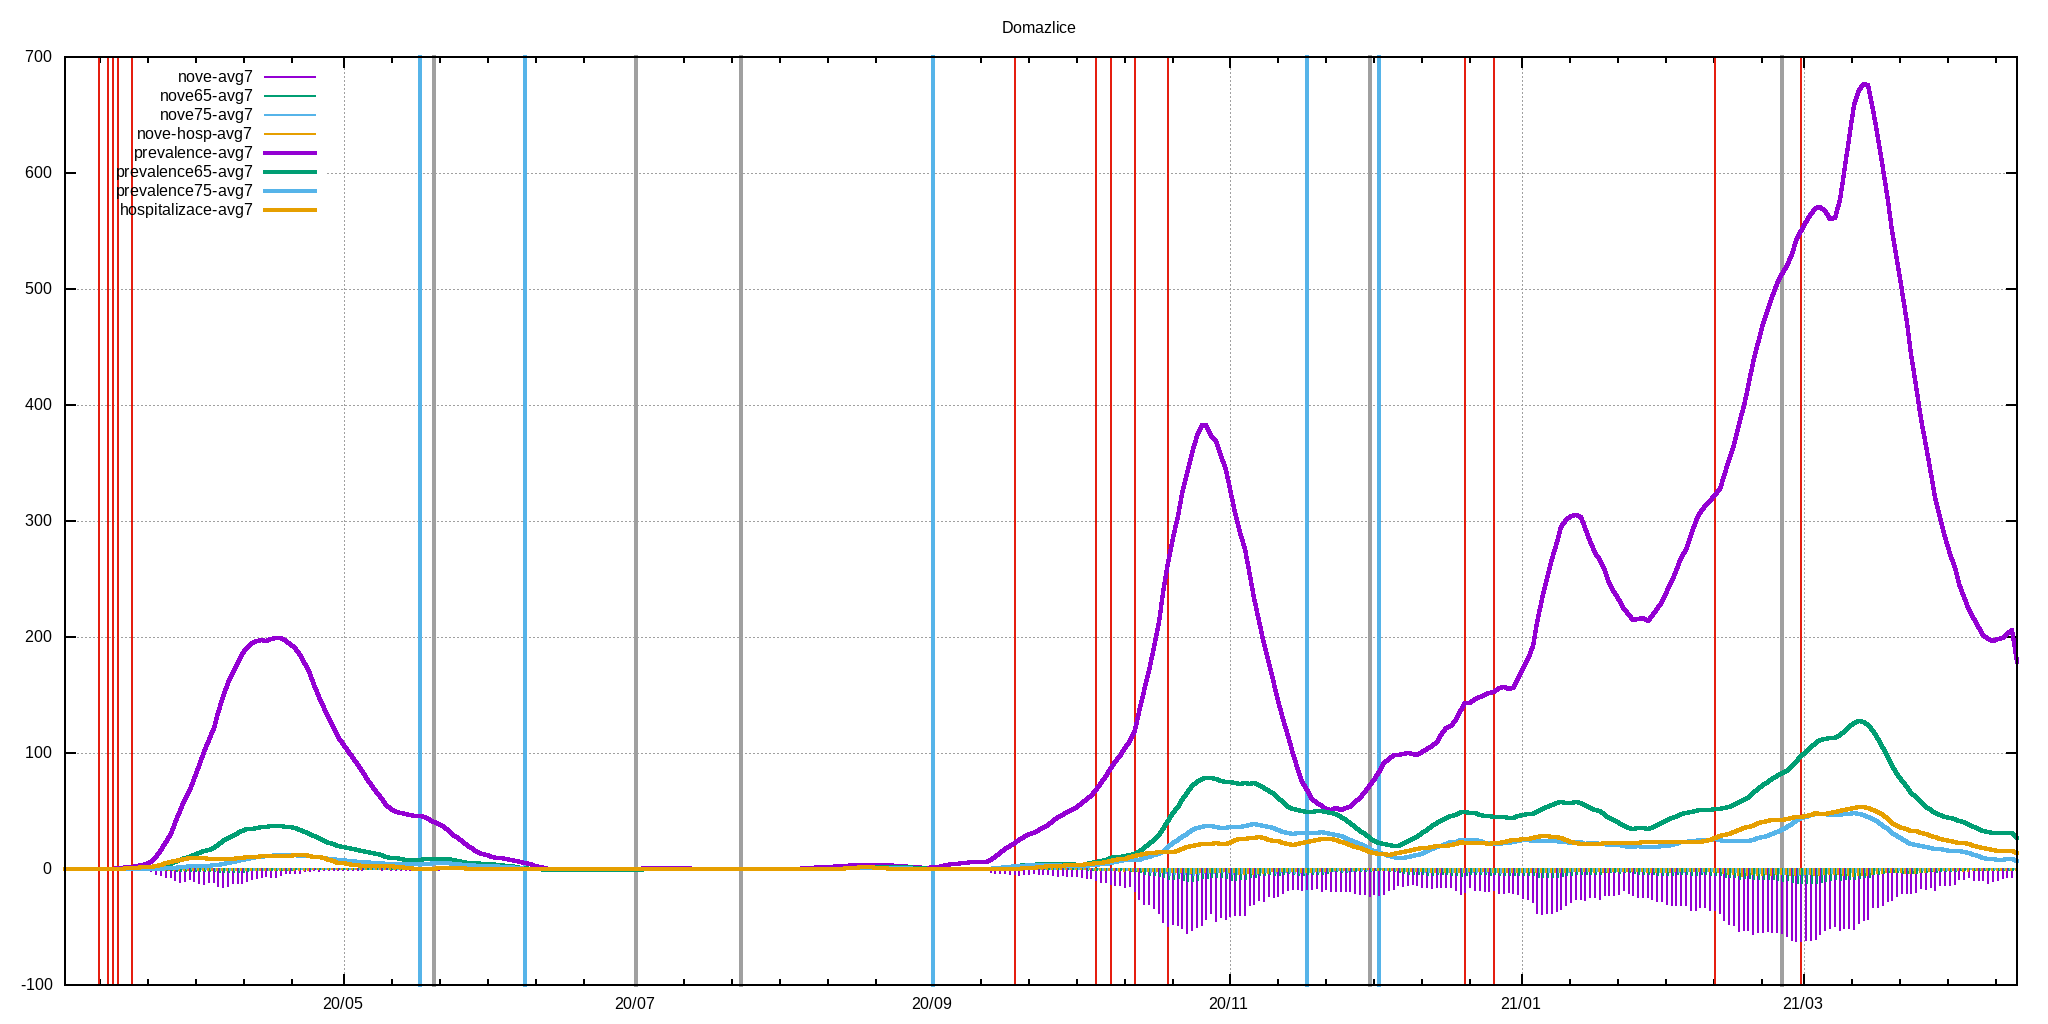 Domazlice
700
nove-avg7
nove65-avg7
nove75-avg7
nove-hosp-avg7
prevalence-avg7
prevalence65-avg7
600
prevalence75-avg7
hospitalizace-avg7
500
400
300
200
100
0
-100
20/05 20/07 20/09 20/11 21/01 21/03